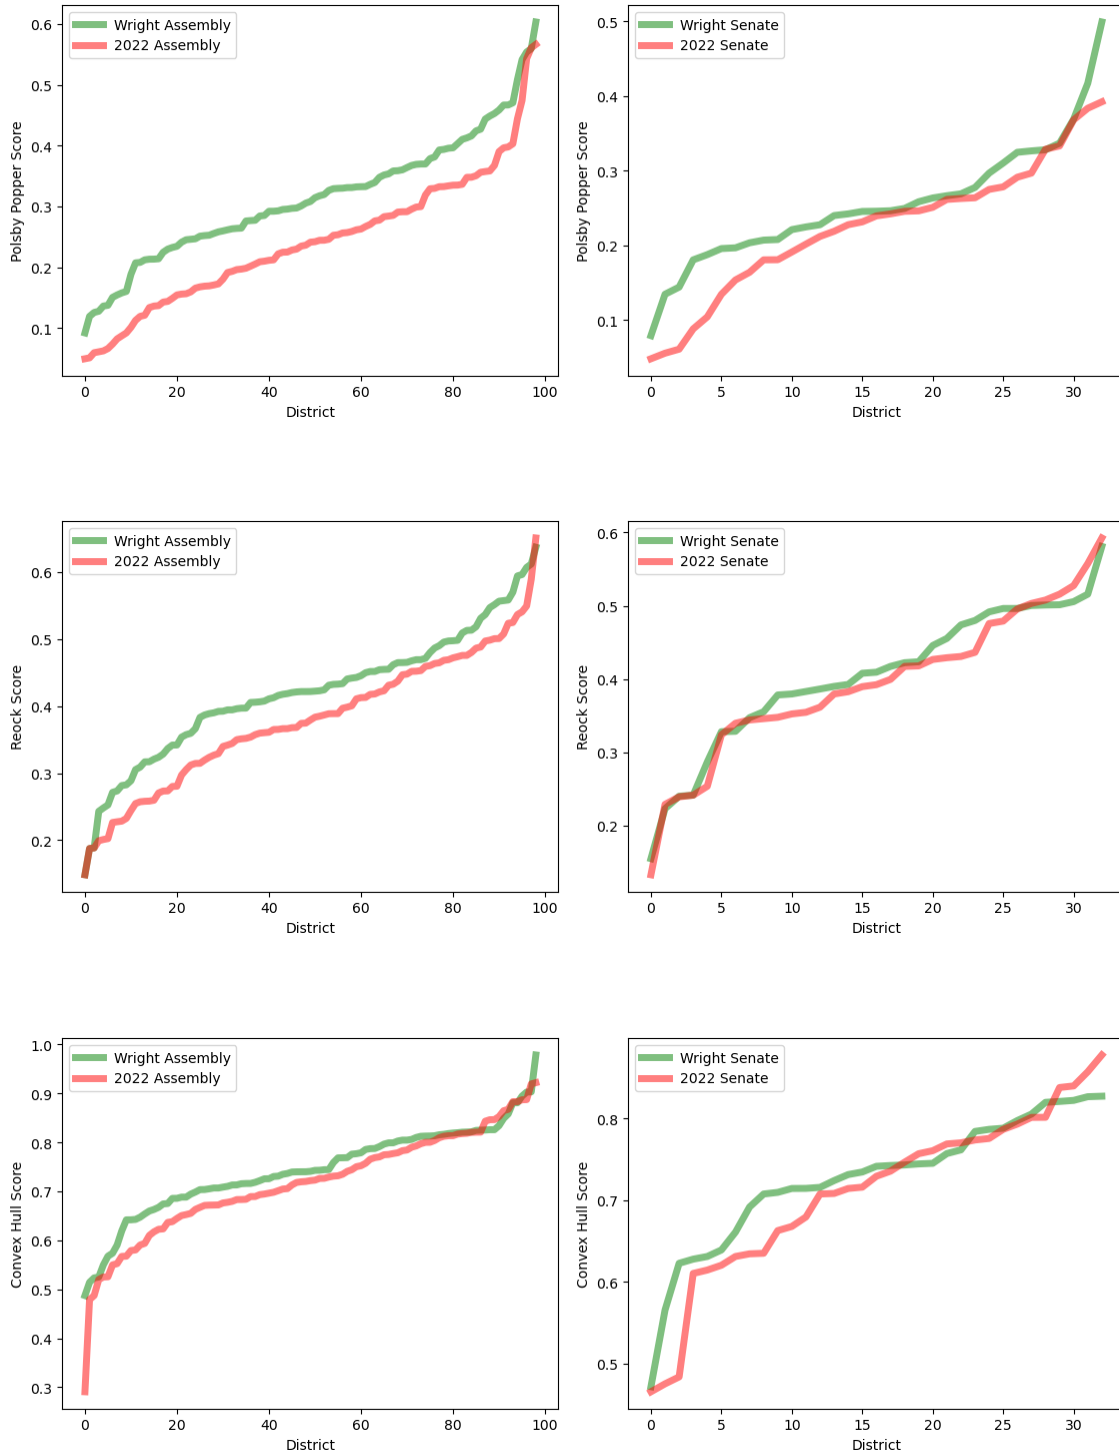 Wright Assembly
2022 Assembly
0.6
0.5
0.4
0.3
0.2
0.1
Polsby Popper Score
0 20 40 60 80 100
District
Wright Senate
2022 Senate
0.5
0.4
0.3
0.2
0.1
Polsby Popper Score
0 5 10 15 20 25 30
District
Wright Assembly
2022 Assembly
0.6
0.5
0.4
0.3
0.2
Reock Score
0 20 40 60 80 100
District
Wright Senate
2022 Senate
0.6
0.5
0.4
0.3
0.2
Reock Score
0 5 10 15 20 25 30
District
Wright Assembly
2022 Assembly
1.0
0.9
0.8
0.7
0.6
0.5
0.4
0.3
Convex Hull Score
0 20 40 60 80 100
District
Wright Senate
2022 Senate
0.8
0.7
0.6
0.5
Convex Hull Score
0 5 10 15 20 25 30
District